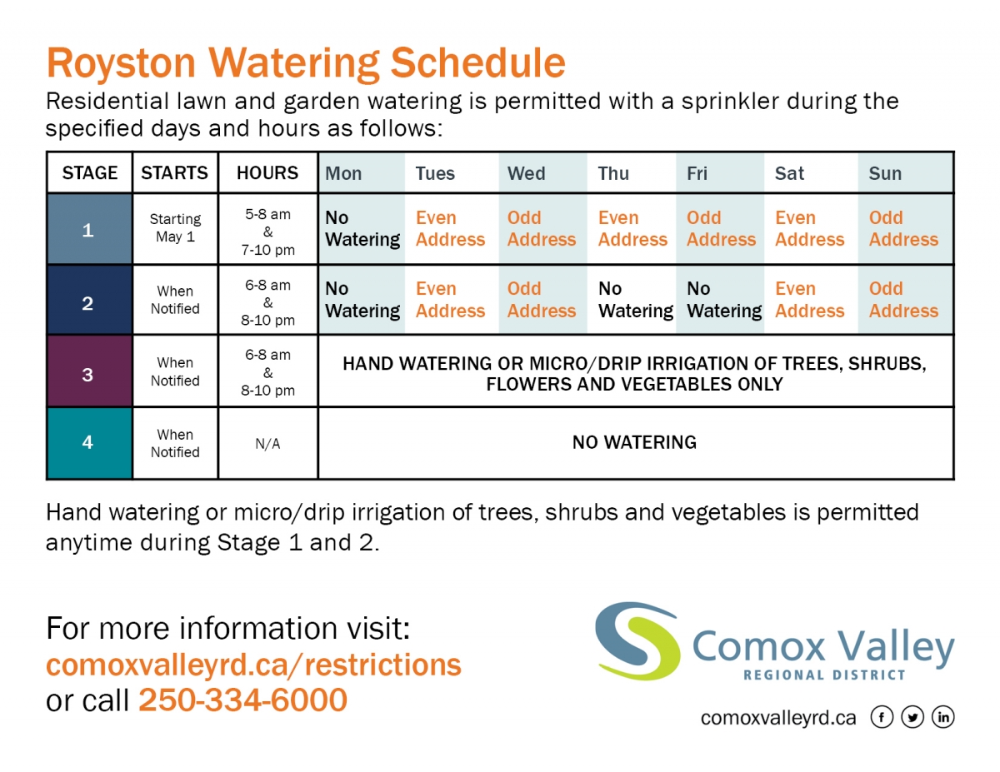 Royston Watering Schedule
Residential lawn and garden watering is permitted with a sprinkler during the
specified days and hours as follows:
STAGE STARTS HOURS Mon Tues Wed Thu Fri Sat Sun
1 Starting May 1 5-8 am & 7-10 pm No Watering Even Address Odd Address Even Address Odd Address Even Address Odd Address
2 When Notified 6-8 am & 8-10 pm No Watering Even Address Odd Address No Watering No Watering Even Address Odd Address
3 When Notified 6-8 am & 8-10 pm HAND WATERING OR MICRO/DRIP IRRIGATION OF TREES, SHRUBS, FLOWERS AND VEGETABLES ONLY
4 When Notified N/A NO WATERING
Hand watering or micro/drip irrigation of trees, shrubs and vegetables is permitted
anytime during Stage 1 and 2.
For more information visit:
comoxvalleyrd.ca/restrictions
or call 250-334-6000
Comox Valley
REGIONAL DISTRICT
comoxvalleyrd.ca f in